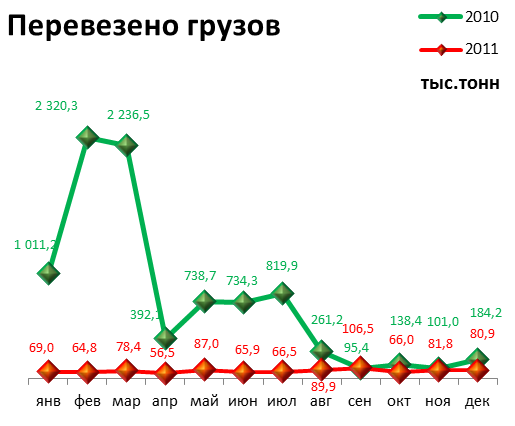 Перевезено грузов
2010
2011
тыс.тонн
2 320,3
2 236,5
1 011,2
392,1
738,7
734,3
819,9
261,2
95,4
138,4
101,0
184,2
69,0
64,8
78,4
56,5
87,0
65,9
66,5
89,9
106,5
66,0
81,8
80,9
янв
фев
мар
апр
май
июн
июл
авг
сен
окт
ноя
дек